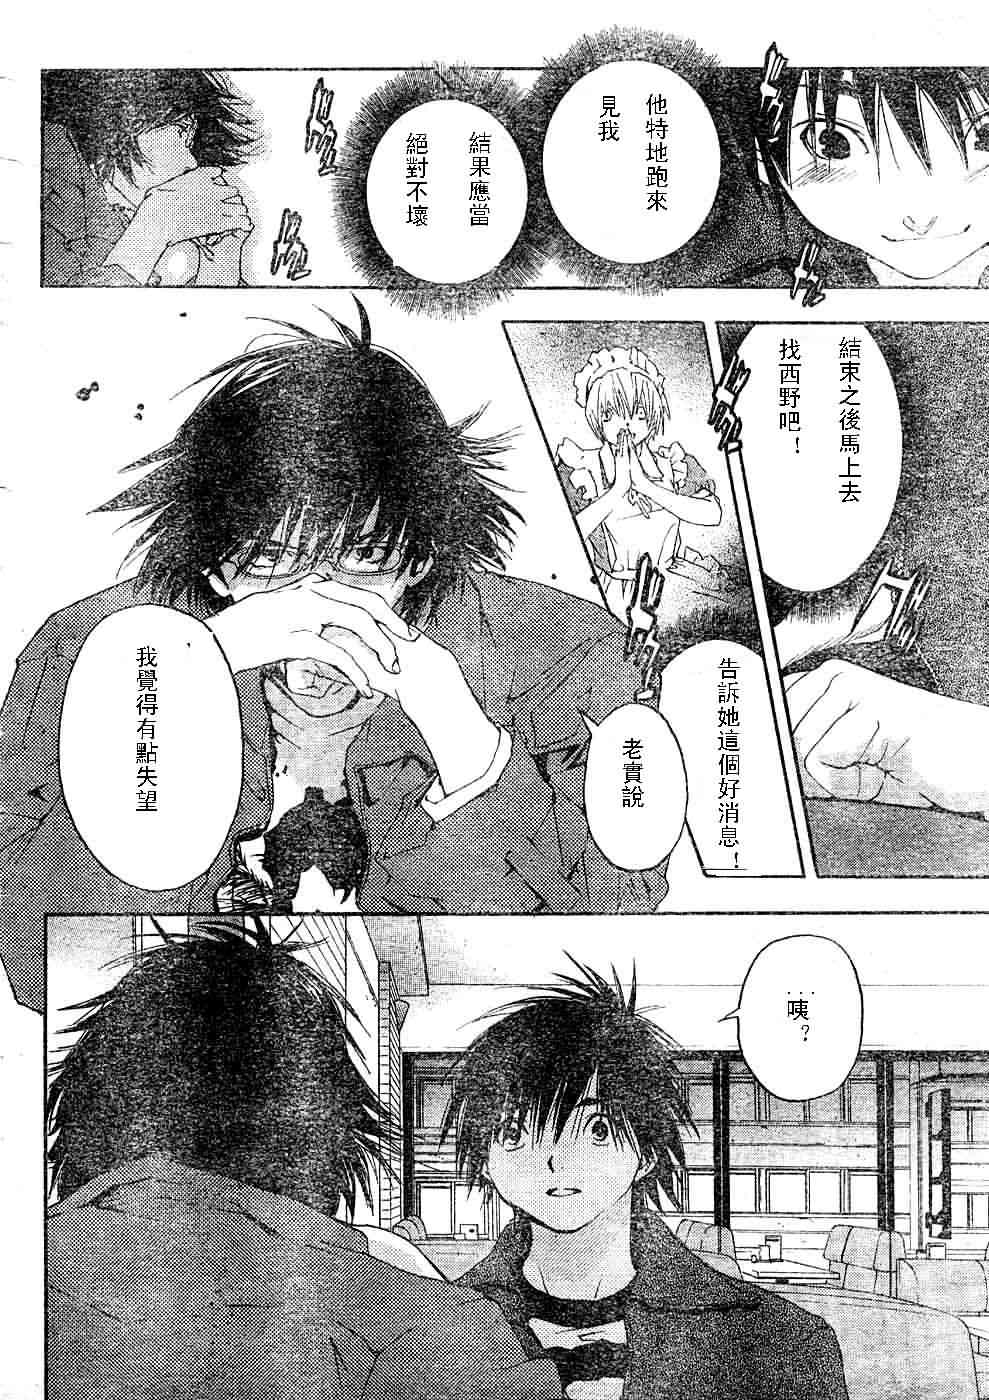 他特地跑來
見我
結果應當
絕對不壞
結束之後馬上去
找西野吧！
告訴她這個好消息！
老實說
我覺得有點失望
...咦？